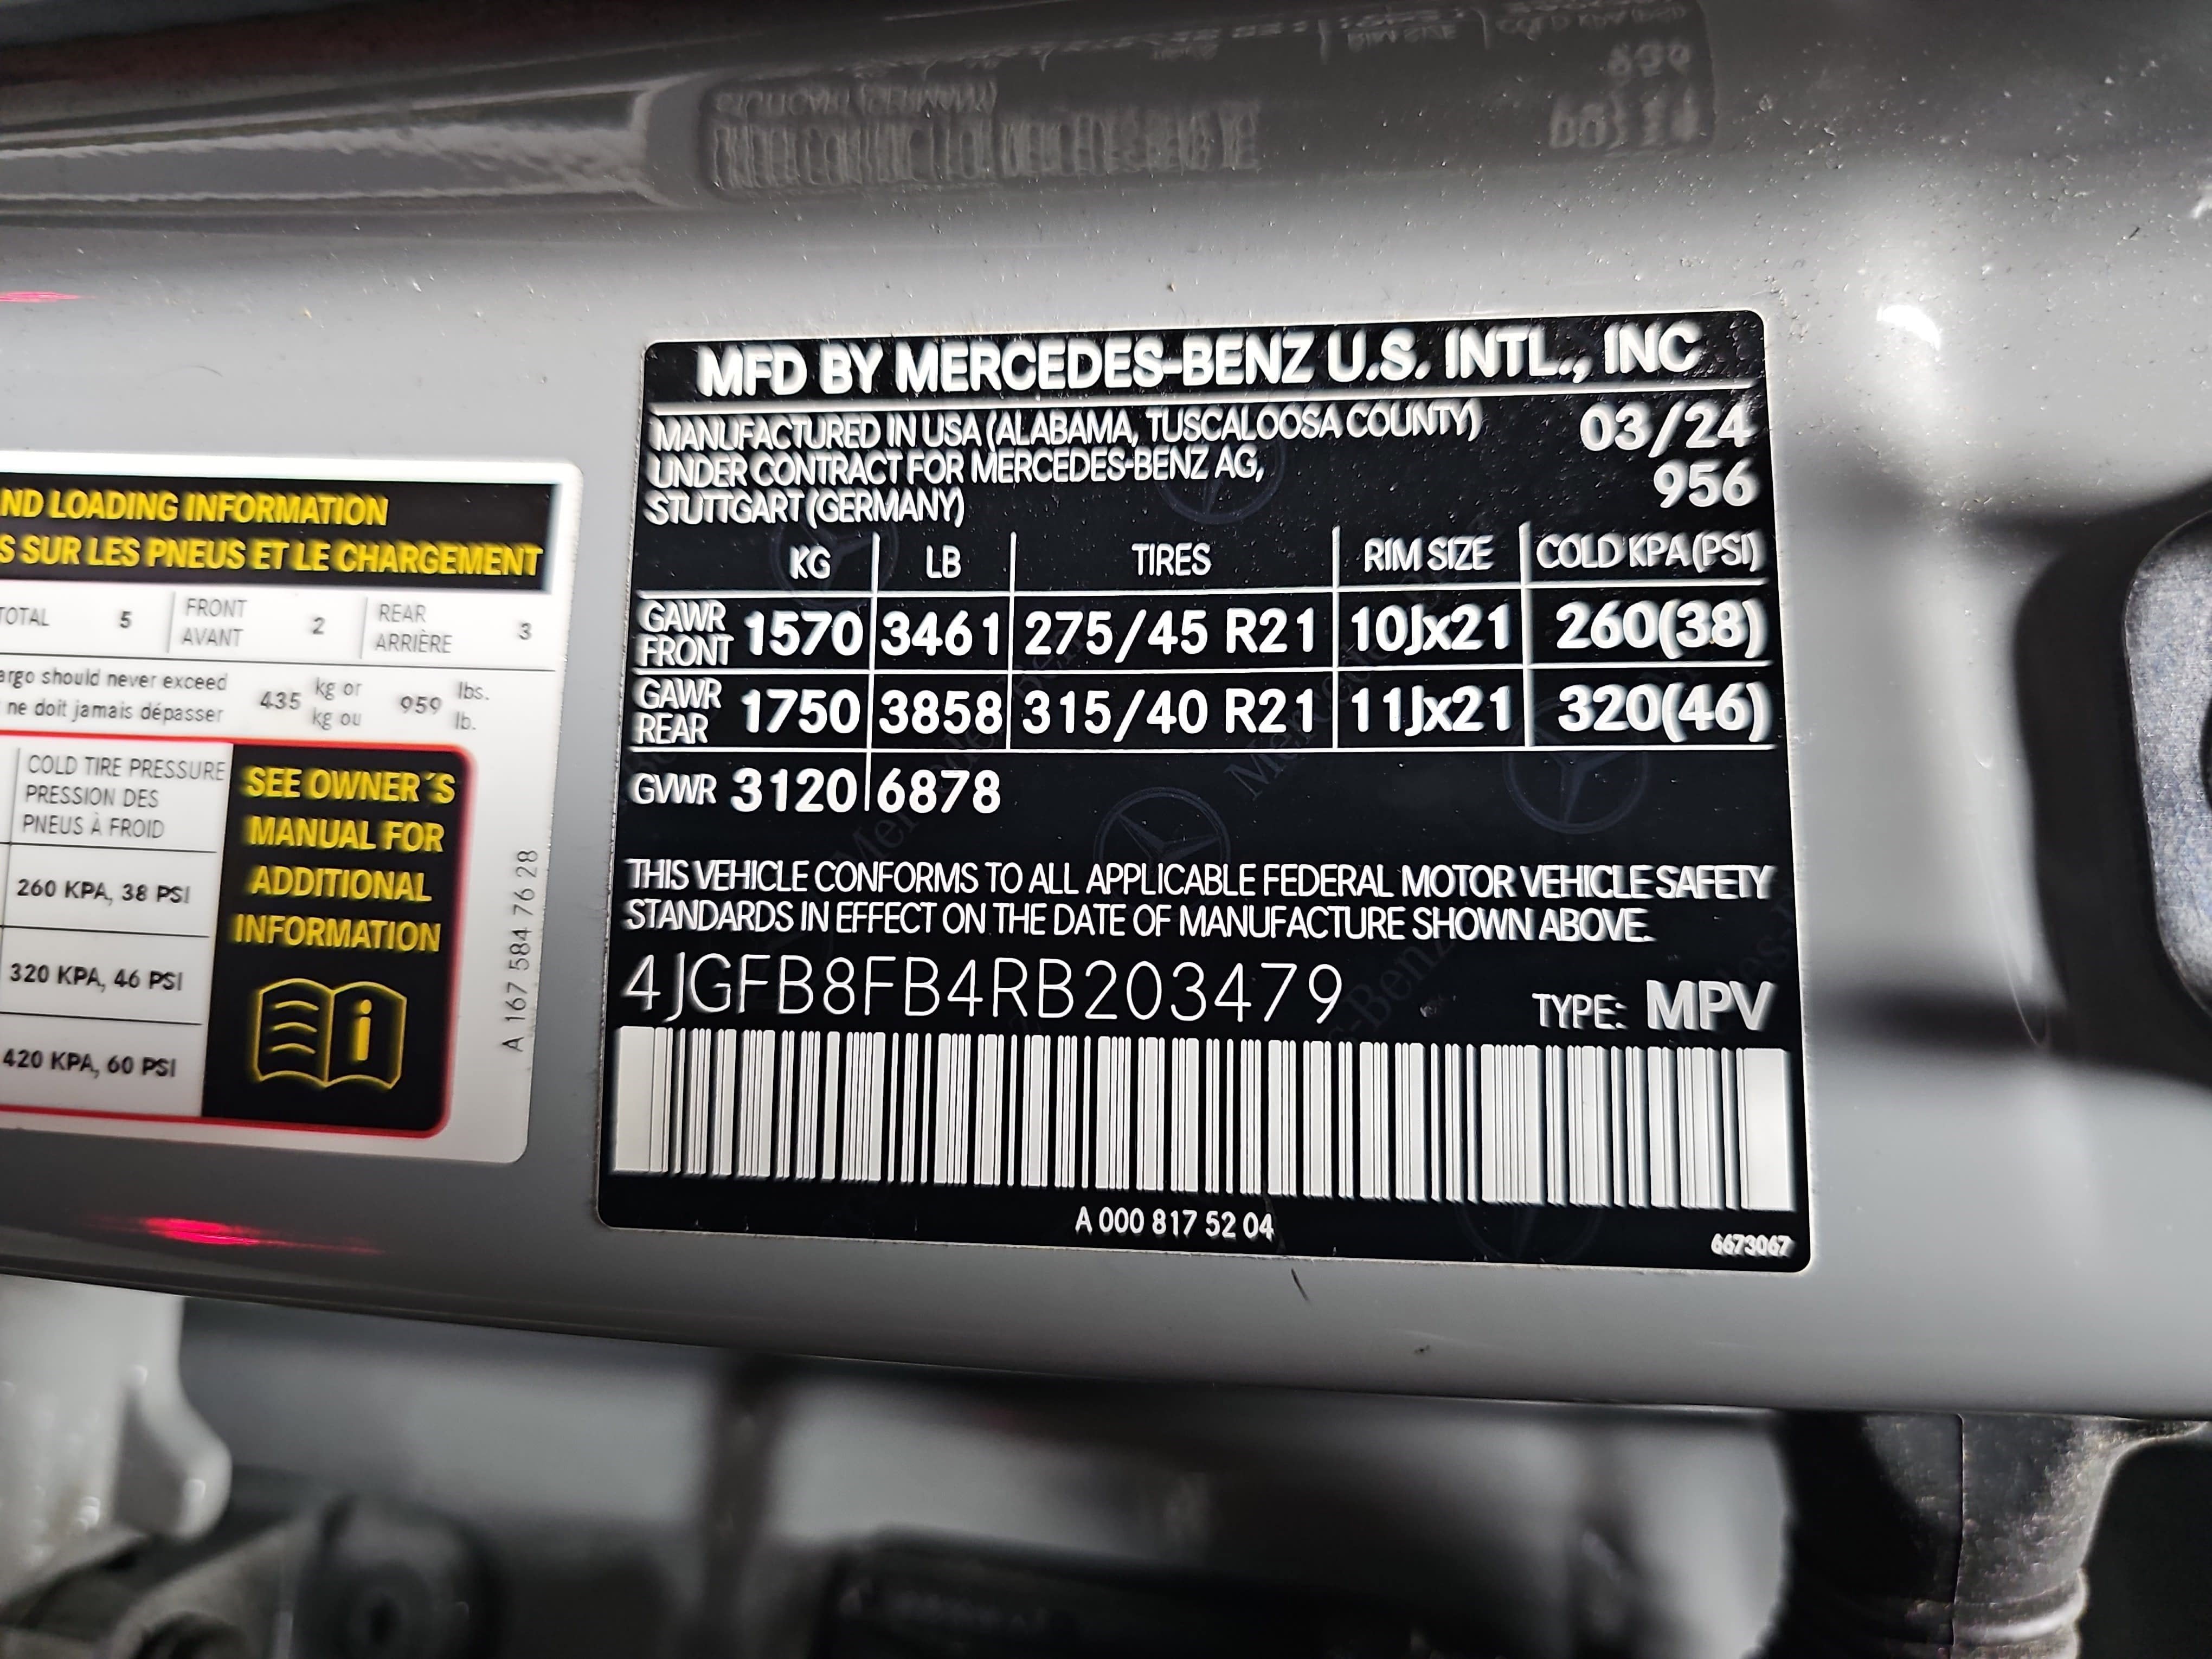 ND LOADING INFORMATION
S SUR LES PNEUS ET LE CHARGEMENT
TOTAL 5 FRONT AVANT 2 REAR ARRIÈRE 3
argo should never exceed 435 kg or 959 lbs.
ne doit jamais dépasser kg ou lb.
COLD TIRE PRESSURE
PRESSION DES
PNEUS À FROID
260 KPA, 38 PSI
320 KPA, 46 PSI
420 KPA, 60 PSI
SEE OWNER´S
MANUAL FOR
ADDITIONAL
INFORMATION
A 167 584 76 28
MFD BY MERCEDES-BENZ U.S. INTL., INC
MANUFACTURED IN USA (ALABAMA, TUSCALOOSA COUNTY) 03/24
UNDER CONTRACT FOR MERCEDES-BENZ AG, 956
STUTTGART (GERMANY)
KG LB TIRES RIM SIZE COLD KPA (PSI)
GAWR FRONT 1570 3461 275/45 R21 10Jx21 260(38)
GAWR REAR 1750 3858 315/40 R21 11Jx21 320(46)
GVWR 3120 6878
THIS VEHICLE CONFORMS TO ALL APPLICABLE FEDERAL MOTOR VEHICLE SAFETY
STANDARDS IN EFFECT ON THE DATE OF MANUFACTURE SHOWN ABOVE.
4JGFB8FB4RB203479 TYPE: MPV
A 000 817 52 04
6673067